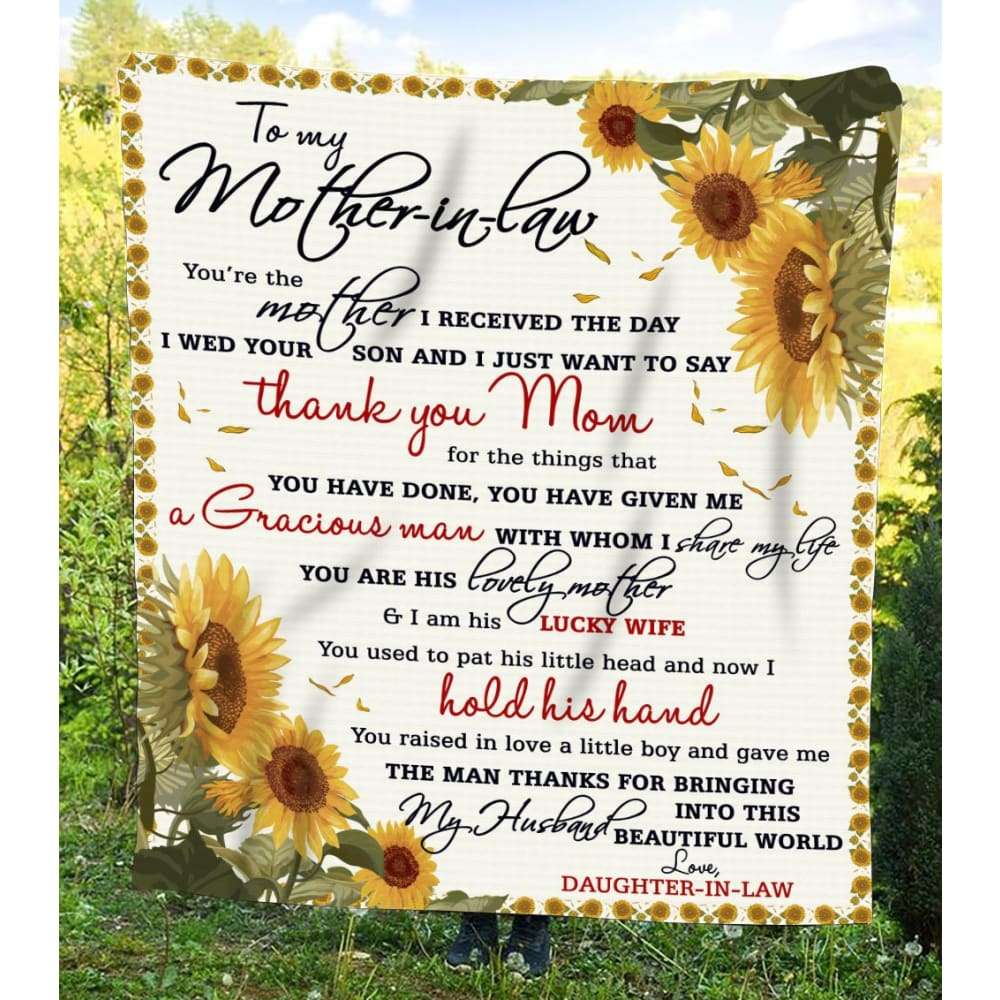 To my
Mother-in-law
You're the
mother I RECEIVED THE DAY
I WED YOUR SON AND I JUST WANT TO SAY
thank you Mom
for the things that
YOU HAVE DONE, YOU HAVE GIVEN ME
a Gracious man WITH WHOM I share my life
YOU ARE HIS lovely mother
& I am his LUCKY WIFE
You used to pat his little head and now I
hold his hand
You raised in love a little boy and gave me
THE MAN THANKS FOR BRINGING
My Husband INTO THIS
BEAUTIFUL WORLD
Love,
DAUGHTER-IN-LAW